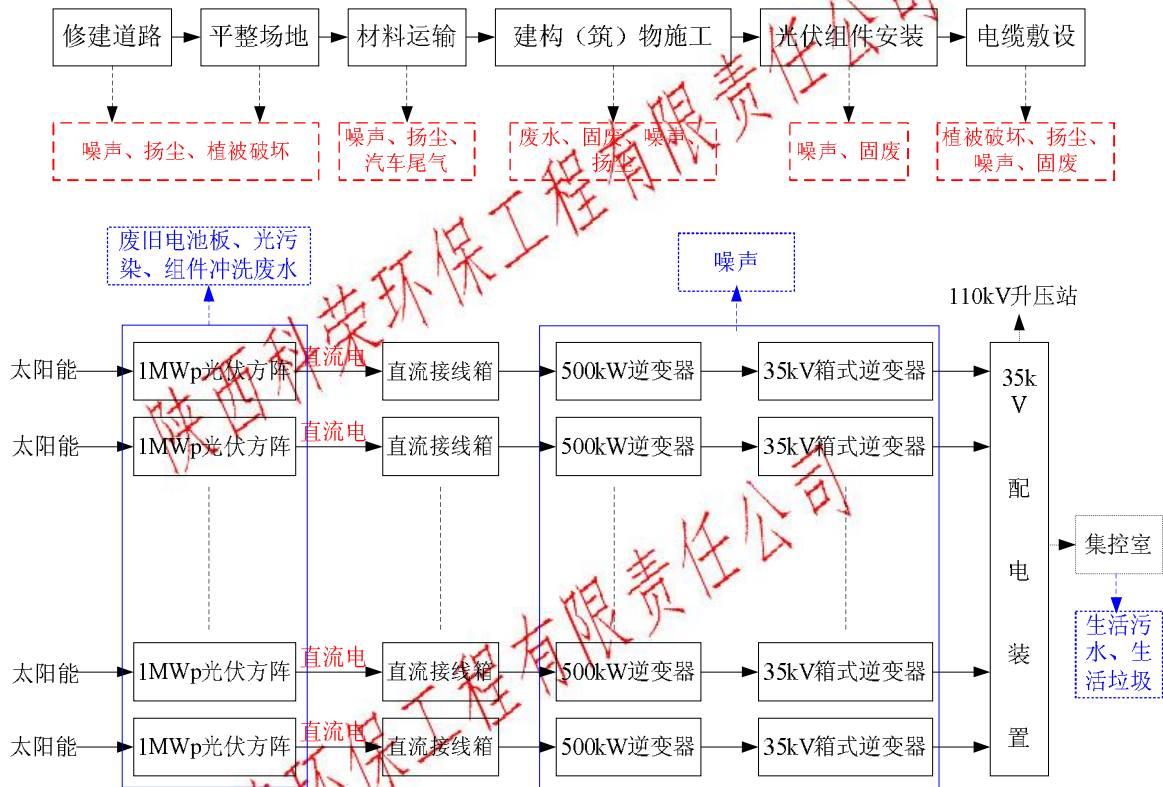 修建道路
平整场地
材料运输
建构（筑）物施工
光伏组件安装
电缆敷设
噪声、扬尘、植被破坏
噪声、扬尘、
汽车尾气
废水、固废、噪声、
扬尘
噪声、固废
植被破坏、扬尘、
噪声、固废
废旧电池板、光污
染、组件冲洗废水
噪声
110kV升压站
太阳能
1MWp光伏方阵
直流电
直流接线箱
500kW逆变器
35kV箱式逆变器
太阳能
1MWp光伏方阵
直流电
直流接线箱
500kW逆变器
35kV箱式逆变器
35k
V
配
电
装
置
集控室
生活污
水、生
活垃圾
太阳能
1MWp光伏方阵
直流电
直流接线箱
500kW逆变器
35kV箱式逆变器
太阳能
1MWp光伏方阵
直流电
直流接线箱
500kW逆变器
35kV箱式逆变器
陕西科荣环保工程有限责任公司
环保工程有限责任公司